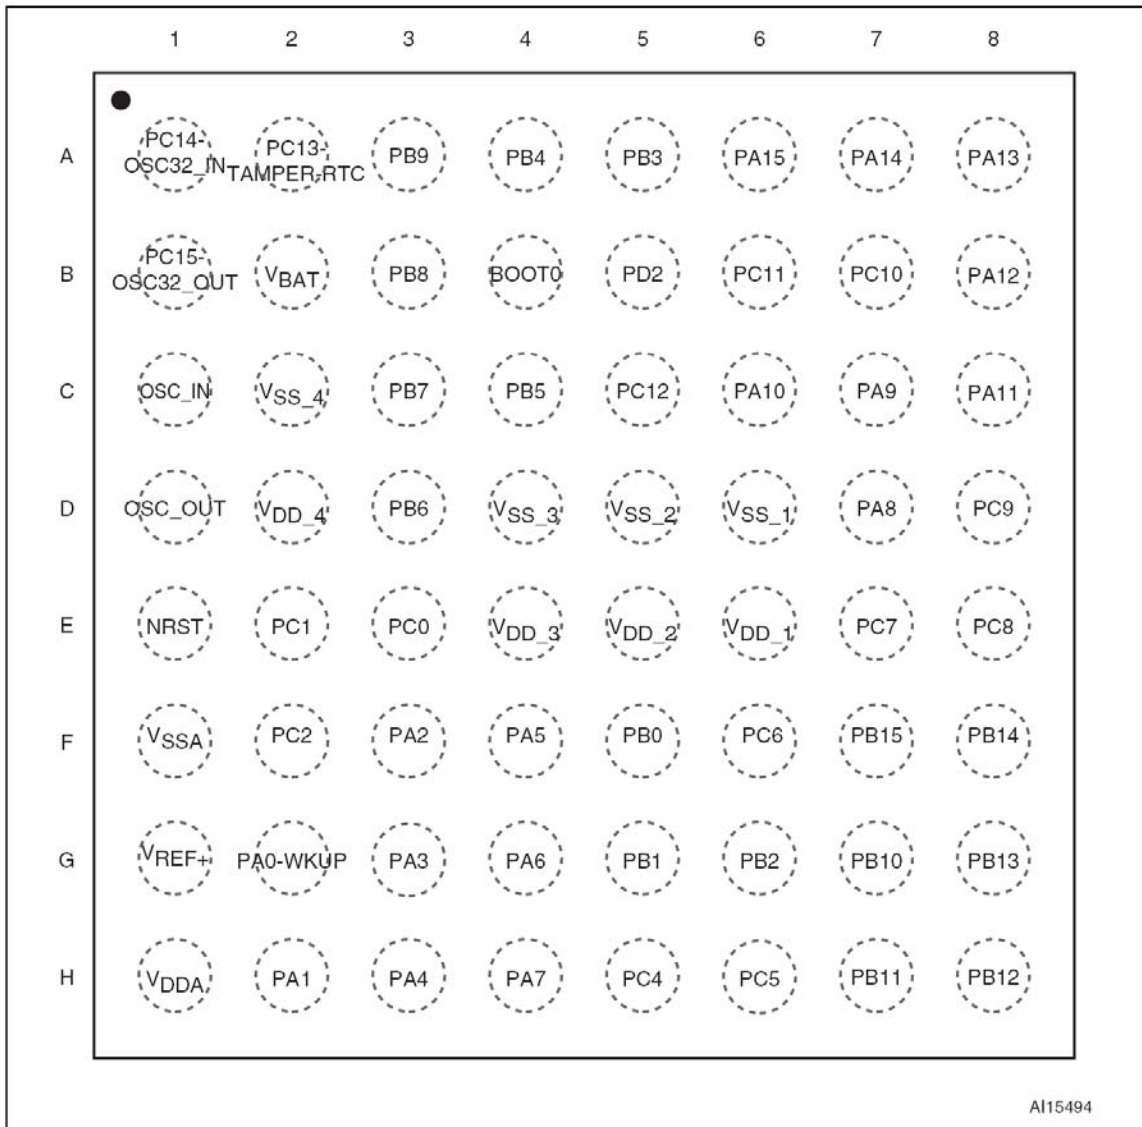 1 2 3 4 5 6 7 8
A PC14-OSC32_IN PC13-TAMPER-RTC PB9 PB4 PB3 PA15 PA14 PA13
B PC15-OSC32_OUT VBAT PB8 BOOT0 PD2 PC11 PC10 PA12
C OSC_IN VSS_4 PB7 PB5 PC12 PA10 PA9 PA11
D OSC_OUT VDD_4 PB6 VSS_3 VSS_2 VSS_1 PA8 PC9
E NRST PC1 PC0 VDD_3 VDD_2 VDD_1 PC7 PC8
F VSSA PC2 PA2 PA5 PB0 PC6 PB15 PB14
G VREF+ PA0-WKUP PA3 PA6 PB1 PB2 PB10 PB13
H VDDA PA1 PA4 PA7 PC4 PC5 PB11 PB12
AI15494